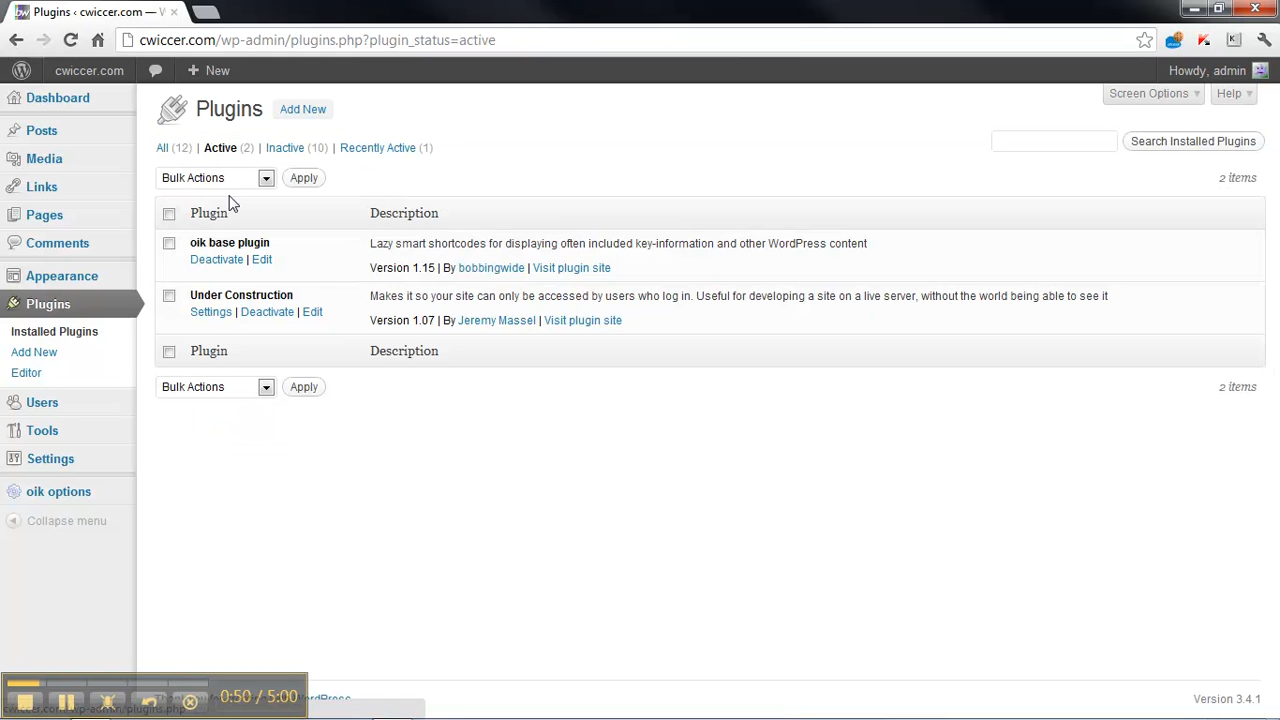 Plugins ‹ cwiccer.com — W
cwiccer.com/wp-admin/plugins.php?plugin_status=active
cwiccer.com
+ New
Howdy, admin
Dashboard
Posts
Media
Links
Pages
Comments
Appearance
Plugins
Installed Plugins
Add New
Editor
Users
Tools
Settings
oik options
Collapse menu
Screen Options
Help
Plugins Add New
All (12) | Active (2) | Inactive (10) | Recently Active (1)
Search Installed Plugins
Bulk Actions Apply
2 items
Plugin Description
oik base plugin
Deactivate | Edit
Lazy smart shortcodes for displaying often included key-information and other WordPress content
Version 1.15 | By bobbingwide | Visit plugin site
Under Construction
Settings | Deactivate | Edit
Makes it so your site can only be accessed by users who log in. Useful for developing a site on a live server, without the world being able to see it
Version 1.07 | By Jeremy Massel | Visit plugin site
Plugin Description
Bulk Actions Apply
2 items
0:50 / 5:00
cwiccer.com/wp-admin/plugins.php
Version 3.4.1